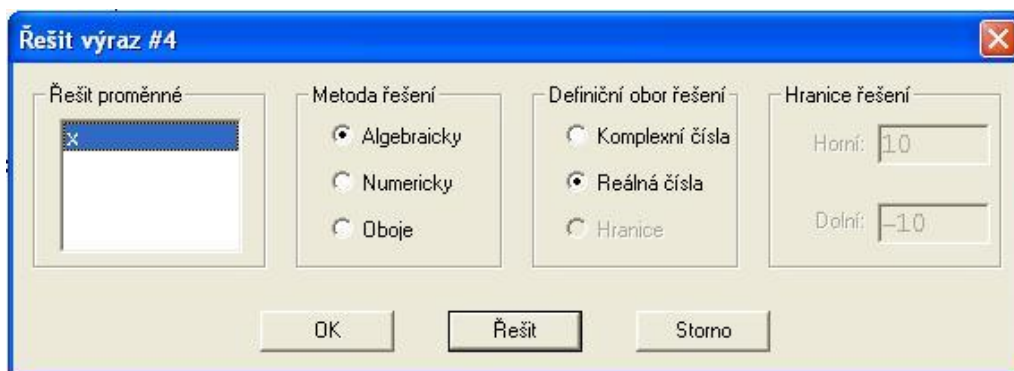 Řešit výraz #4
Řešit proměnné
x
Metoda řešení
Algebraicky
Numericky
Oboje
Definiční obor řešení
Komplexní čísla
Reálná čísla
Hranice
Hranice řešení
Horní: 10
Dolní: -10
OK
Řešit
Storno